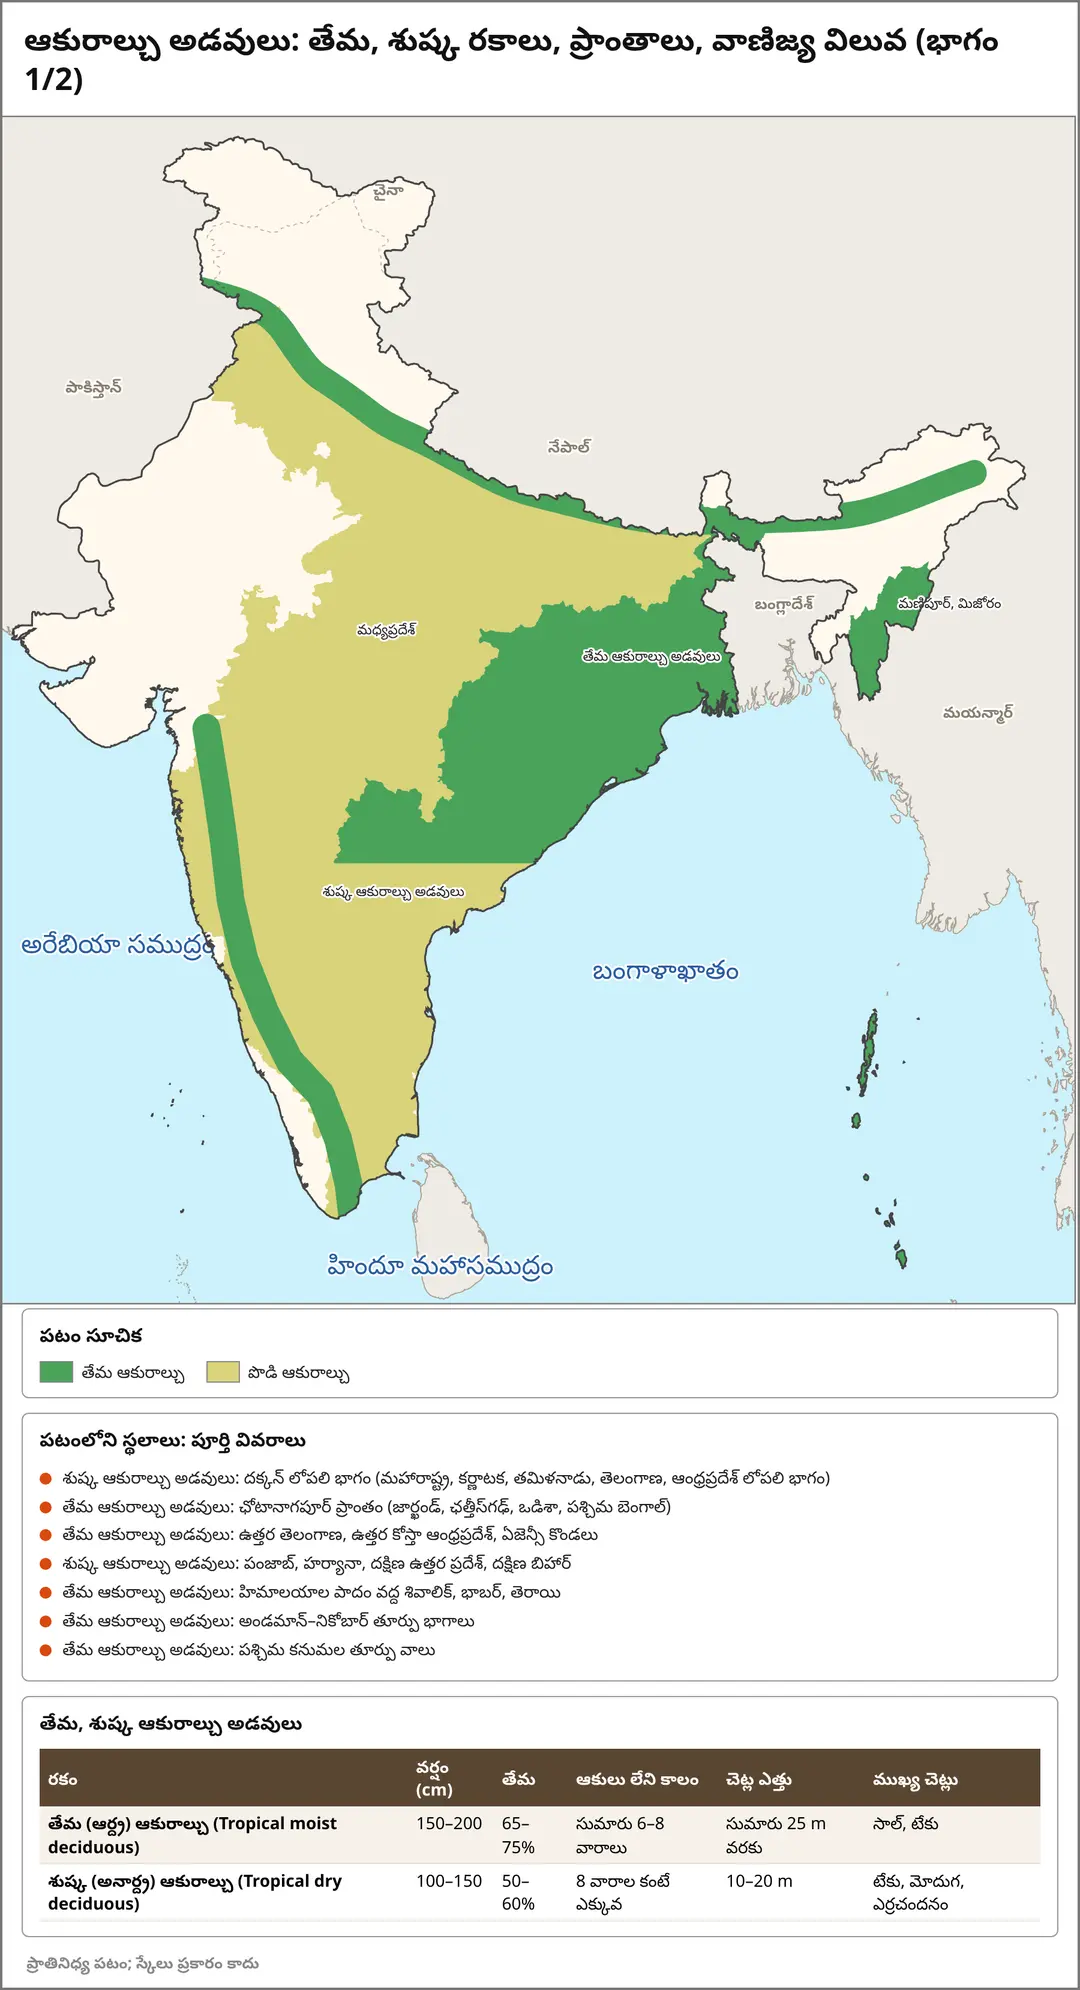 ఆకురాల్చు అడవులు: తేమ, శుష్క రకాలు, ప్రాంతాలు, వాణిజ్య విలువ (భాగం
1/2)
చైనా
పాకిస్తాన్
నేపాల్
బంగ్లాదేశ్
మణిపూర్, మిజోరం
మధ్యప్రదేశ్
తేమ ఆకురాల్చు అడవులు
మయన్మార్
శుష్క ఆకురాల్చు అడవులు
అరేబియా సముద్రం
బంగాళాఖాతం
హిందూ మహాసముద్రం
పటం సూచిక
తేమ ఆకురాల్చు
పొడి ఆకురాల్చు
పటంలోని స్థలాలు: పూర్తి వివరాలు
శుష్క ఆకురాల్చు అడవులు: దక్కన్ లోపలి భాగం (మహారాష్ట్ర, కర్ణాటక, తమిళనాడు, తెలంగాణ, ఆంధ్రప్రదేశ్ లోపలి భాగం)
తేమ ఆకురాల్చు అడవులు: ఛోటానాగపూర్ ప్రాంతం (జార్ఖండ్, ఛత్తీస్‌గఢ్, ఒడిశా, పశ్చిమ బెంగాల్)
తేమ ఆకురాల్చు అడవులు: ఉత్తర తెలంగాణ, ఉత్తర కోస్తా ఆంధ్రప్రదేశ్, ఏజెన్సీ కొండలు
శుష్క ఆకురాల్చు అడవులు: పంజాబ్, హర్యానా, దక్షిణ ఉత్తర ప్రదేశ్, దక్షిణ బిహార్
తేమ ఆకురాల్చు అడవులు: హిమాలయాల పాదం వద్ద శివాలిక్, భాబర్, తెరాయి
తేమ ఆకురాల్చు అడవులు: అండమాన్–నికోబార్ తూర్పు భాగాలు
తేమ ఆకురాల్చు అడవులు: పశ్చిమ కనుమల తూర్పు వాలు
తేమ, శుష్క ఆకురాల్చు అడవులు
రకం వర్షం (cm) తేమ ఆకులు లేని కాలం చెట్ల ఎత్తు ముఖ్య చెట్లు
తేమ (ఆర్ద్ర) ఆకురాల్చు (Tropical moist 150–200 65– సుమారు 6–8 సుమారు 25 m సాల్, టేకు
deciduous) 75% వారాలు వరకు
శుష్క (అనార్ద్ర) ఆకురాల్చు (Tropical dry 100–150 50– 8 వారాల కంటే 10–20 m టేకు, మోదుగ,
deciduous) 60% ఎక్కువ ఎర్రచందనం
ప్రాతినిధ్య పటం; స్కేలు ప్రకారం కాదు